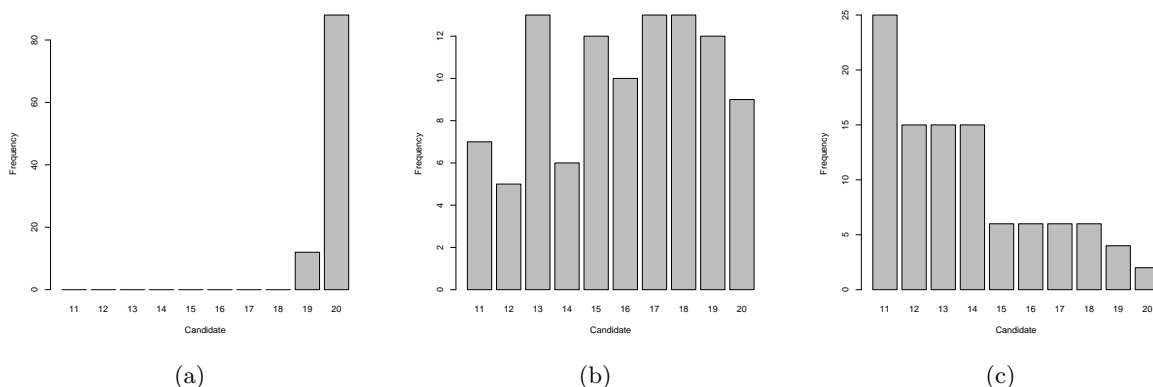 Frequency
0 20 40 60 80
11 12 13 14 15 16 17 18 19 20
Candidate
(a)
Frequency
0 2 4 6 8 10 12
11 12 13 14 15 16 17 18 19 20
Candidate
(b)
Frequency
0 5 10 15 20 25
11 12 13 14 15 16 17 18 19 20
Candidate
(c)